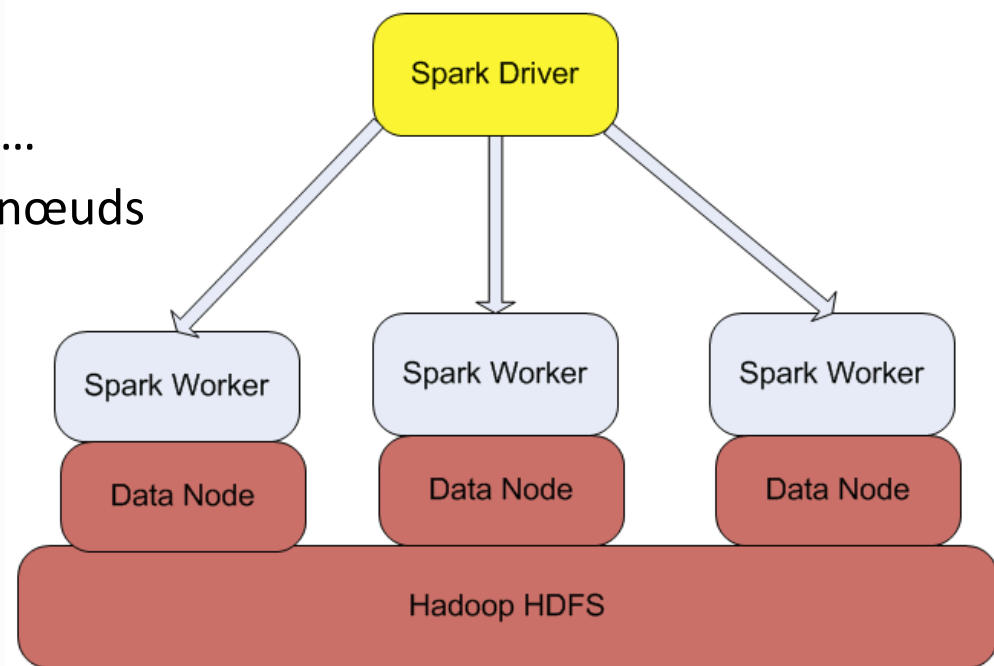 Spark Driver
...
nœuds
Spark Worker
Spark Worker
Spark Worker
Data Node
Data Node
Data Node
Hadoop HDFS